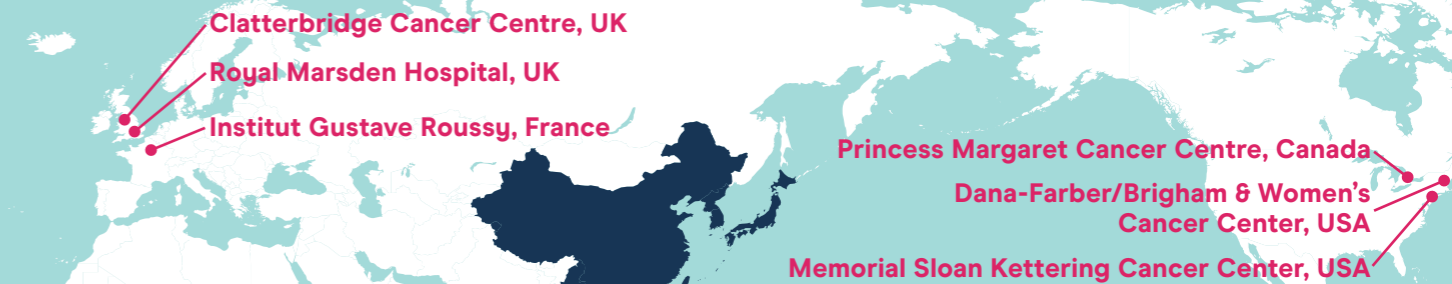 Clatterbridge Cancer Centre, UK
Royal Marsden Hospital, UK
Institut Gustave Roussy, France
Princess Margaret Cancer Centre, Canada
Dana-Farber/Brigham & Women’s
Cancer Center, USA
Memorial Sloan Kettering Cancer Center, USA